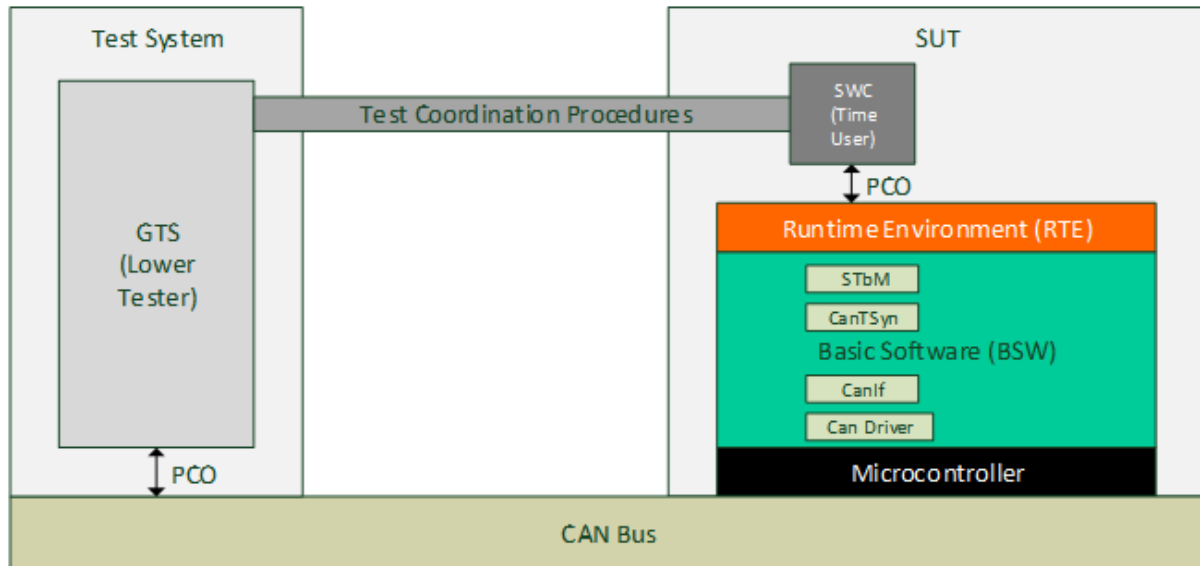 Test System
SUT
GTS
(Lower
Tester)
Test Coordination Procedures
SWC
(Time
User)
PCO
Runtime Environment (RTE)
STbM
CanTSyn
Basic Software (BSW)
CanIf
Can Driver
Microcontroller
PCO
CAN Bus